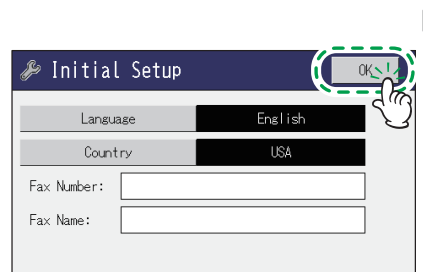 Initial Setup OK
Language English
Country USA
Fax Number:
Fax Name: